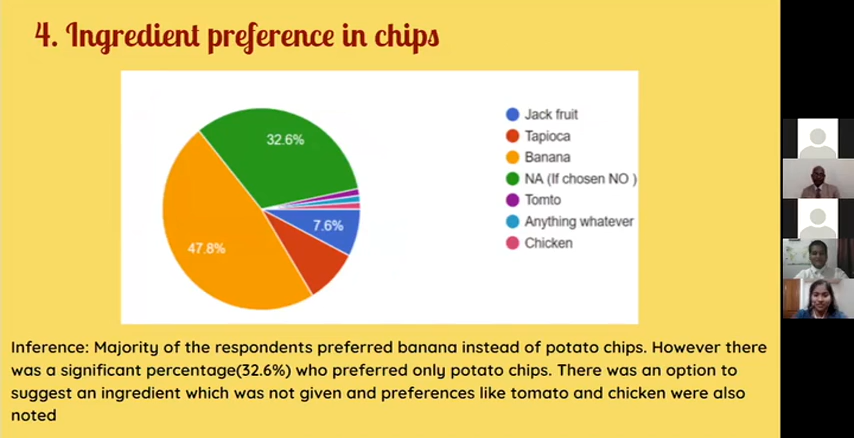 4. Ingredient preference in chips
32.6%
7.6%
47.8%
Jack fruit
Tapioca
Banana
NA (If chosen NO )
Tomto
Anything whatever
Chicken
Inference: Majority of the respondents preferred banana instead of potato chips. However there
was a significant percentage(32.6%) who preferred only potato chips. There was an option to
suggest an ingredient which was not given and preferences like tomato and chicken were also
noted